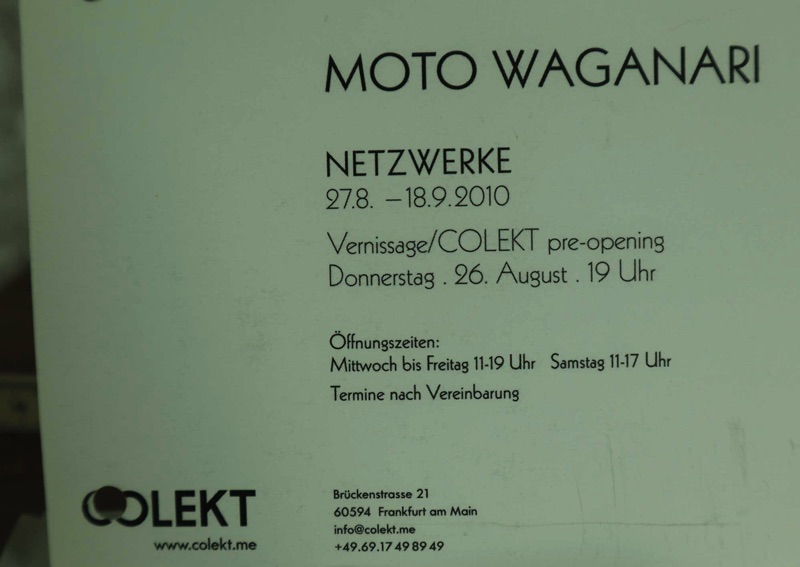 MOTO WAGANARI
NETZWERKE
27.8. – 18.9.2010
Vernissage/COLEKT pre-opening
Donnerstag . 26. August . 19 Uhr
Öffnungszeiten:
Mittwoch bis Freitag 11-19 Uhr Samstag 11-17 Uhr
Termine nach Vereinbarung
COLEKT
www.colekt.me
Brückenstrasse 21
60594 Frankfurt am Main
info@colekt.me
+49.69.17 49 89 49